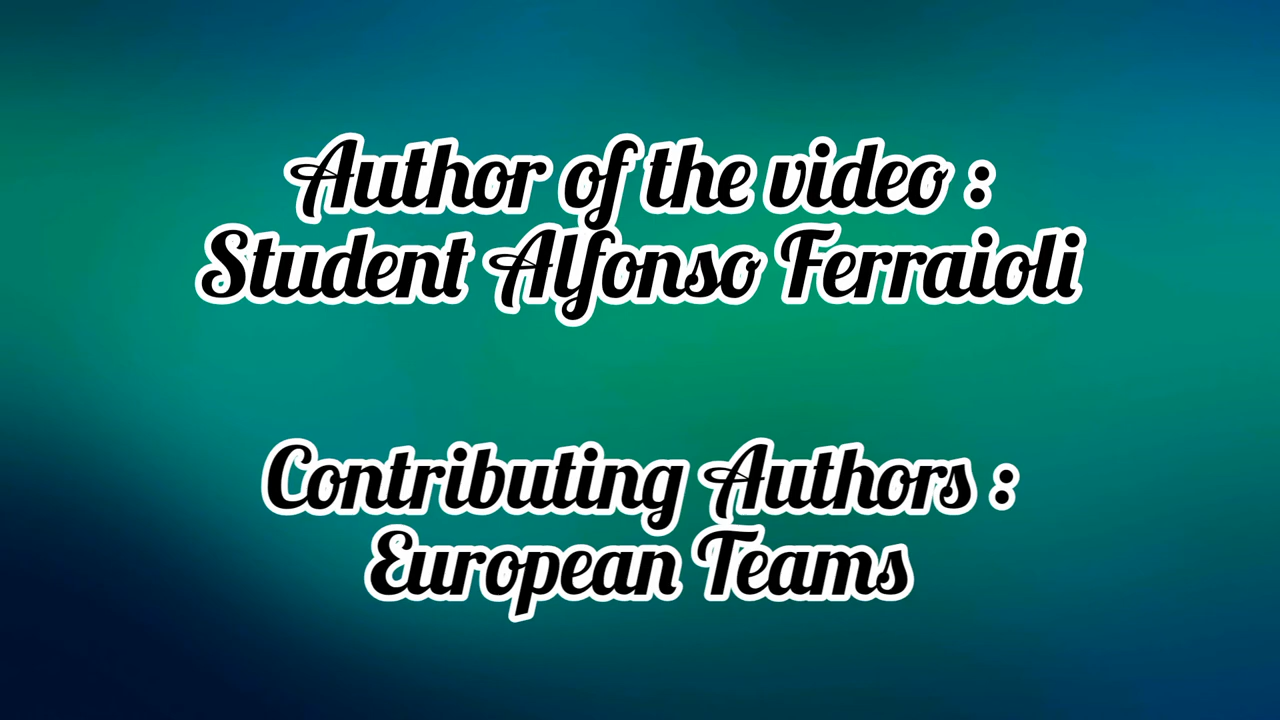 Author of the video :
Student Alfonso Ferraioli
Contributing Authors :
European Teams